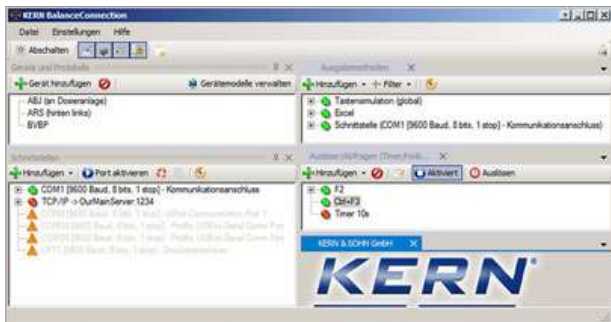 KERN BalanceConnection
Datei Einstellungen Hilfe
Abschalten
Geräte und Protokolle
Gerät hinzufügen
Gerätemodelle verwalten
ABJ (an Dosieranlage)
ARS (hinten links)
BVBP
Ausgabemethoden
Hinzufügen Filter
Tastensimulation (global)
Excel
Schnittstelle (COM1 [9600 Baud, 8 bits, 1 stop] - Kommunikationsanschluss)
Schnittstellen
Hinzufügen Port aktivieren
COM1 [9600 Baud, 8 bits, 1 stop] - Kommunikationsanschluss
TCP/IP -> OurMainServer:1234
Hinzufügen Aktiviert Auslösen
F2
Ctrl+F3
Timer 10s
KERN & SOHN GmbH
KERN